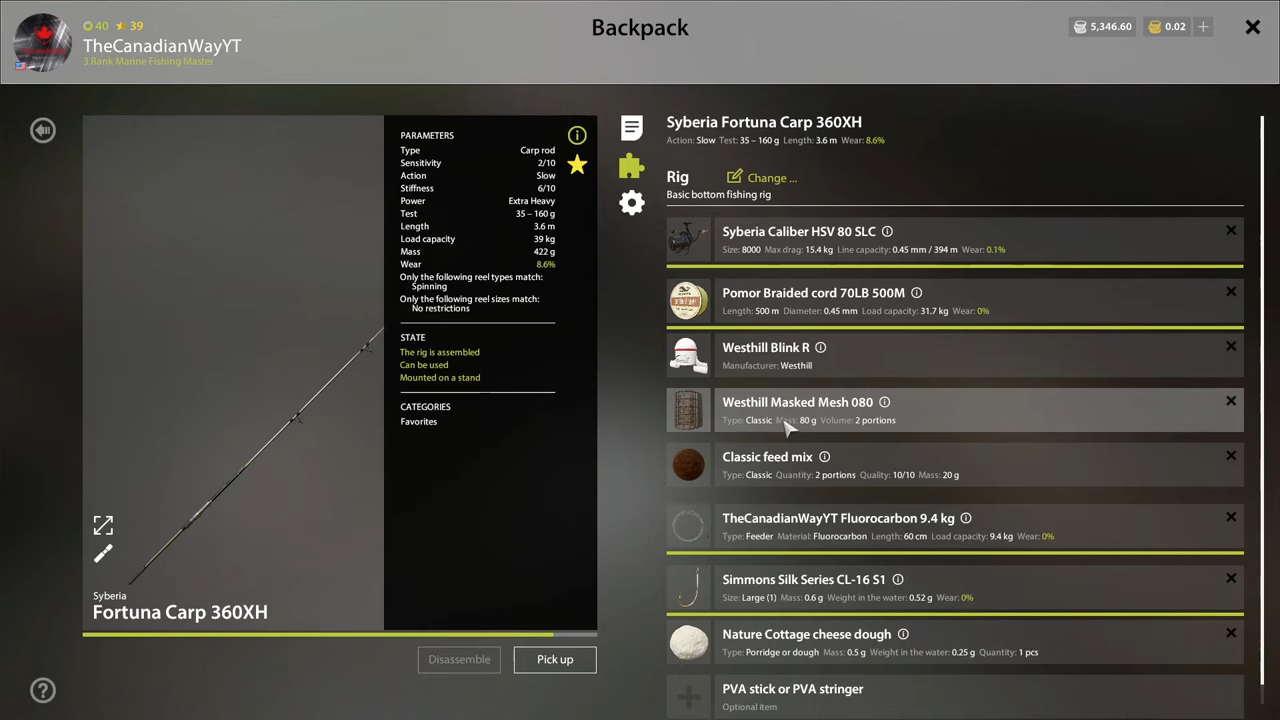 40 39
TheCanadianWayYT
3 Rank Marine Fishing Master
Backpack
5,346.60
0.02
PARAMETERS
Type Carp rod
Sensitivity 2/10
Action Slow
Stiffness 6/10
Power Extra Heavy
Test 35 – 160 g
Length 3.6 m
Load capacity 39 kg
Mass 422 g
Wear 8.6%
Only the following reel types match:
Spinning
Only the following reel sizes match:
No restrictions
STATE
The rig is assembled
Can be used
Mounted on a stand
CATEGORIES
Favorites
Syberia
Fortuna Carp 360XH
Disassemble
Pick up
Syberia Fortuna Carp 360XH
Action: Slow Test: 35 – 160 g Length: 3.6 m Wear: 8.6%
Rig Change ...
Basic bottom fishing rig
Syberia Caliber HSV 80 SLC
Size: 8000 Max drag: 15.4 kg Line capacity: 0.45 mm / 394 m Wear: 0.1%
Pomor Braided cord 70LB 500M
Length: 500 m Diameter: 0.45 mm Load capacity: 31.7 kg Wear: 0%
Westhill Blink R
Manufacturer: Westhill
Westhill Masked Mesh 080
Type: Classic Mass: 80 g Volume: 2 portions
Classic feed mix
Type: Classic Quantity: 2 portions Quality: 10/10 Mass: 20 g
TheCanadianWayYT Fluorocarbon 9.4 kg
Type: Feeder Material: Fluorocarbon Length: 60 cm Load capacity: 9.4 kg Wear: 0%
Simmons Silk Series CL-16 S1
Size: Large (1) Mass: 0.6 g Weight in the water: 0.52 g Wear: 0%
Nature Cottage cheese dough
Type: Porridge or dough Mass: 0.5 g Weight in the water: 0.25 g Quantity: 1 pcs
PVA stick or PVA stringer
Optional item